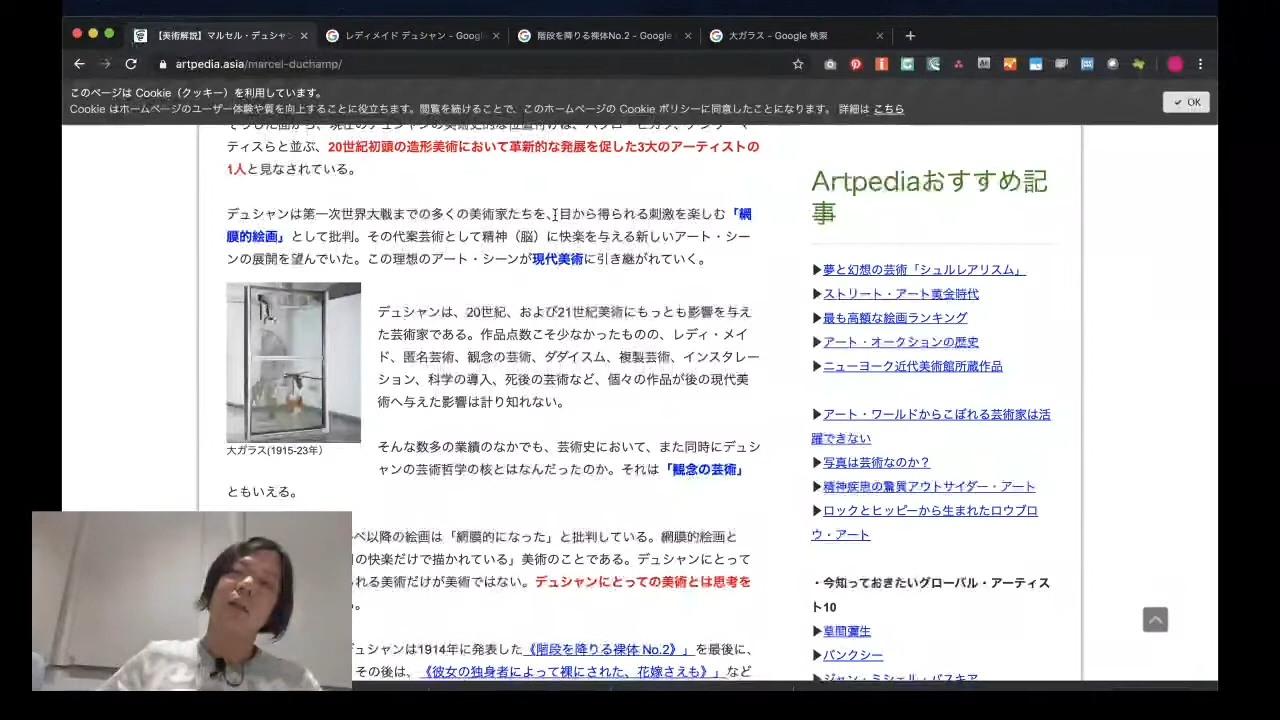 【美術解説】マルセル・デュシャン
レディメイド デュシャン - Google
階段を降りる裸体No.2 - Google
大ガラス - Google 検索
artpedia.asia/marcel-duchamp/
このページは Cookie（クッキー）を利用しています。
Cookie はホームページのユーザー体験や質を向上することに役立ちます。閲覧を続けることで、このホームページの Cookie ポリシーに同意したことになります。 詳細は こちら
OK
ティスらと並ぶ、20世紀初頭の造形美術において革新的な発展を促した3大のアーティストの
1人と見なされている。
デュシャンは第一次世界大戦までの多くの美術家たちを、目から得られる刺激を楽しむ「網
膜的絵画」として批判。その代案芸術として精神（脳）に快楽を与える新しいアート・シー
ンの展開を望んでいた。この理想のアート・シーンが現代美術に引き継がれていく。
デュシャンは、20世紀、および21世紀美術にもっとも影響を与え
た芸術家である。作品点数こそ少なかったものの、レディ・メイ
ド、匿名芸術、観念の芸術、ダダイスム、複製芸術、インスタレー
ション、科学の導入、死後の芸術など、個々の作品が後の現代美
術へ与えた影響は計り知れない。
大ガラス(1915-23年)
そんな数多の業績のなかでも、芸術史において、また同時にデュシ
ャンの芸術哲学の核とはなんだったのか。それは「観念の芸術」
ともいえる。
ベ以降の絵画は「網膜的になった」と批判している。網膜的絵画と
の快楽だけで描かれている」美術のことである。デュシャンにとって
れる美術だけが美術ではない。デュシャンにとっての美術とは思考を
。
ュシャンは1914年に発表した《階段を降りる裸体 No.2》」を最後に、
その後は、《彼女の独身者によって裸にされた、花嫁さえも》」など
Artpediaおすすめ記
事
▶夢と幻想の芸術「シュルレアリスム」
▶ストリート・アート黄金時代
▶最も高額な絵画ランキング
▶アート・オークションの歴史
▶ニューヨーク近代美術館所蔵作品
▶アート・ワールドからこぼれる芸術家は活
躍できない
▶写真は芸術なのか？
▶精神疾患の驚異アウトサイダー・アート
▶ロックとヒッピーから生まれたロウブロ
ウ・アート
・今知っておきたいグローバル・アーティス
ト10
▶草間彌生
▶バンクシー
▶ジャン・ミシェル・バスキア